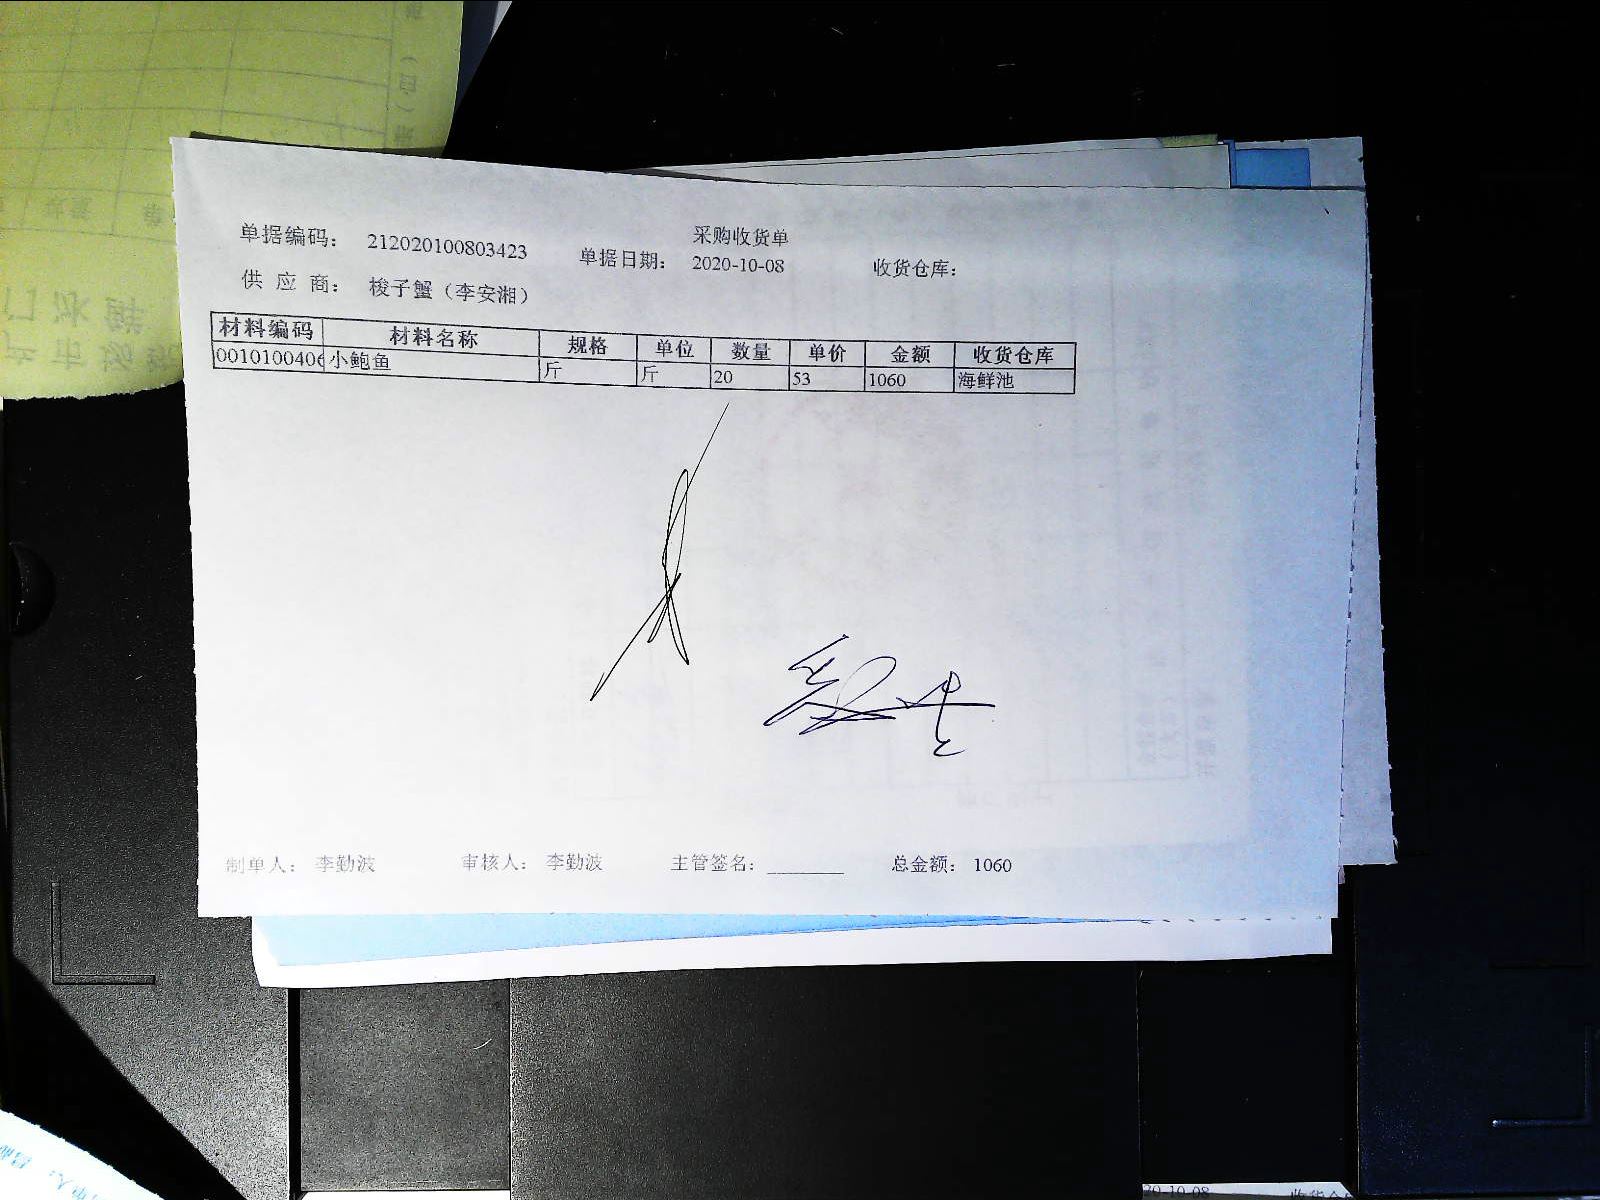 采购收货单
单据编码： 212020100803423 单据日期： 2020-10-08 收货仓库：
供 应 商： 梭子蟹（李安湘）
材料编码 材料名称 规格 单位 数量 单价 金额 收货仓库
0010100406 小鲍鱼 斤 斤 20 53 1060 海鲜池
制单人： 李勤波 审核人： 李勤波 主管签名： 总金额： 1060